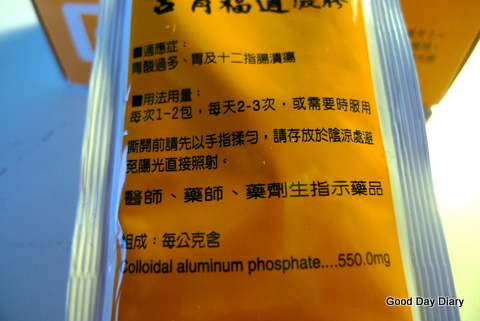 吉胃福適凝膠
■適應症：
胃酸過多、胃及十二指腸潰瘍
■用法用量：
每次1-2包，每天2-3次，或需要時服用
撕開前請先以手指揉勻，請存放於陰涼處避
免陽光直接照射。
醫師、藥師、藥劑生指示藥品
組成：每公克含
Colloidal aluminum phosphate....550.0mg
Good Day Diary